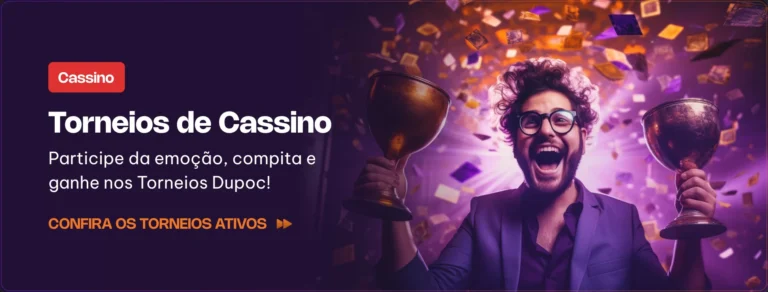 Cassino
Torneios de Cassino
Participe da emoção, compita e
ganhe nos Torneios Dupoc!
CONFIRA OS TORNEIOS ATIVOS